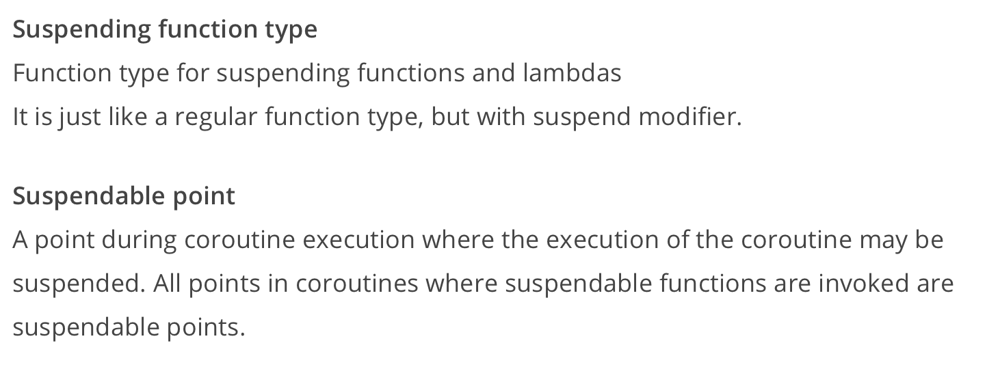 Suspending function type
Function type for suspending functions and lambdas
It is just like a regular function type, but with suspend modifier.
Suspendable point
A point during coroutine execution where the execution of the coroutine may be
suspended. All points in coroutines where suspendable functions are invoked are
suspendable points.